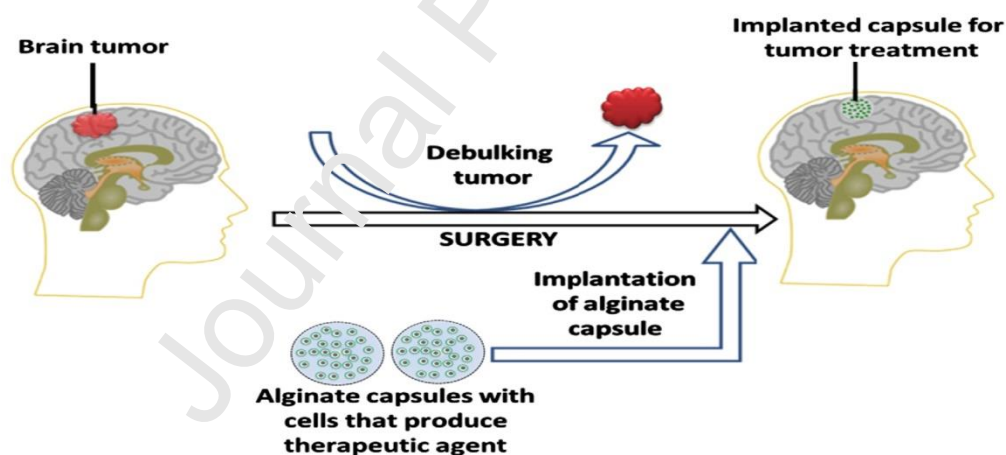 Brain tumor
Implanted capsule for
tumor treatment
Debulking
tumor
SURGERY
Implantation
of alginate
capsule
Alginate capsules with
cells that produce
therapeutic agent
Journal P